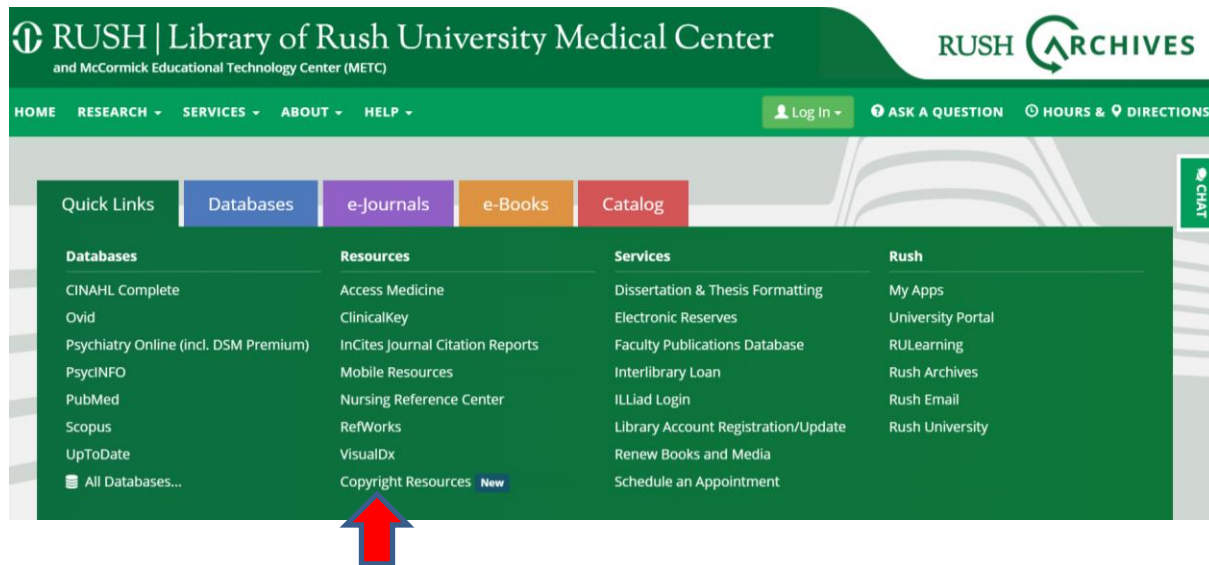 RUSH | Library of Rush University Medical Center
and McCormick Educational Technology Center (METC)
RUSH ARCHIVES
HOME RESEARCH SERVICES ABOUT HELP Log In ASK A QUESTION HOURS & DIRECTIONS
CHAT
Quick Links Databases e-Journals e-Books Catalog
Databases
CINAHL Complete
Ovid
Psychiatry Online (incl. DSM Premium)
PsycINFO
PubMed
Scopus
UpToDate
All Databases...
Resources
Access Medicine
ClinicalKey
InCites Journal Citation Reports
Mobile Resources
Nursing Reference Center
RefWorks
VisualDx
Copyright Resources New
Services
Dissertation & Thesis Formatting
Electronic Reserves
Faculty Publications Database
Interlibrary Loan
ILLiad Login
Library Account Registration/Update
Renew Books and Media
Schedule an Appointment
Rush
My Apps
University Portal
RULearning
Rush Archives
Rush Email
Rush University